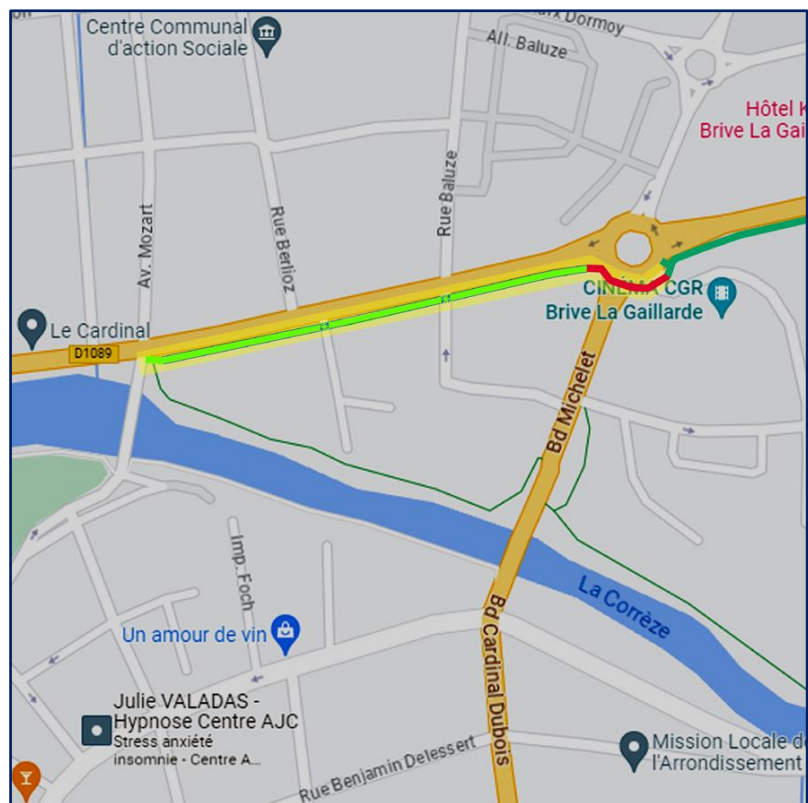 Centre Communal
d'action Sociale
Dormoy
All. Baluze
Hôtel K
Brive La Gai
Av. Mozart
Rue Berlioz
Rue Baluze
CINÉMA CGR
Brive La Gaillarde
Le Cardinal
D1089
Bd Michelet
La Corrèze
Imp. Foch
Un amour de vin
Bd Cardinal Dubois
Julie VALADAS -
Hypnose Centre AJC
Stress anxiété
insomnie - Centre A...
Rue Benjamin Delessert
Mission Locale de
l'Arrondissement